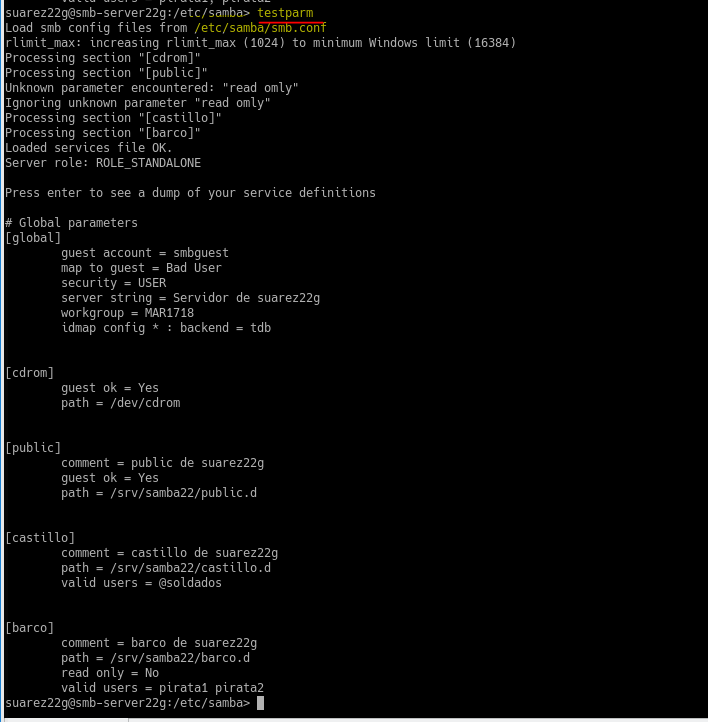 valid users = pirata1, pirata2
suarez22g@smb-server22g:/etc/samba> testparm
Load smb config files from /etc/samba/smb.conf
rlimit_max: increasing rlimit_max (1024) to minimum Windows limit (16384)
Processing section "[cdrom]"
Processing section "[public]"
Unknown parameter encountered: "read omly"
Ignoring unknown parameter "read omly"
Processing section "[castillo]"
Processing section "[barco]"
Loaded services file OK.
Server role: ROLE_STANDALONE
Press enter to see a dump of your service definitions
# Global parameters
[global]
guest account = smbguest
map to guest = Bad User
security = USER
server string = Servidor de suarez22g
workgroup = MAR1718
idmap config * : backend = tdb
[cdrom]
guest ok = Yes
path = /dev/cdrom
[public]
comment = public de suarez22g
guest ok = Yes
path = /srv/samba22/public.d
[castillo]
comment = castillo de suarez22g
path = /srv/samba22/castillo.d
valid users = @soldados
[barco]
comment = barco de suarez22g
path = /srv/samba22/barco.d
read only = No
valid users = pirata1 pirata2
suarez22g@smb-server22g:/etc/samba>